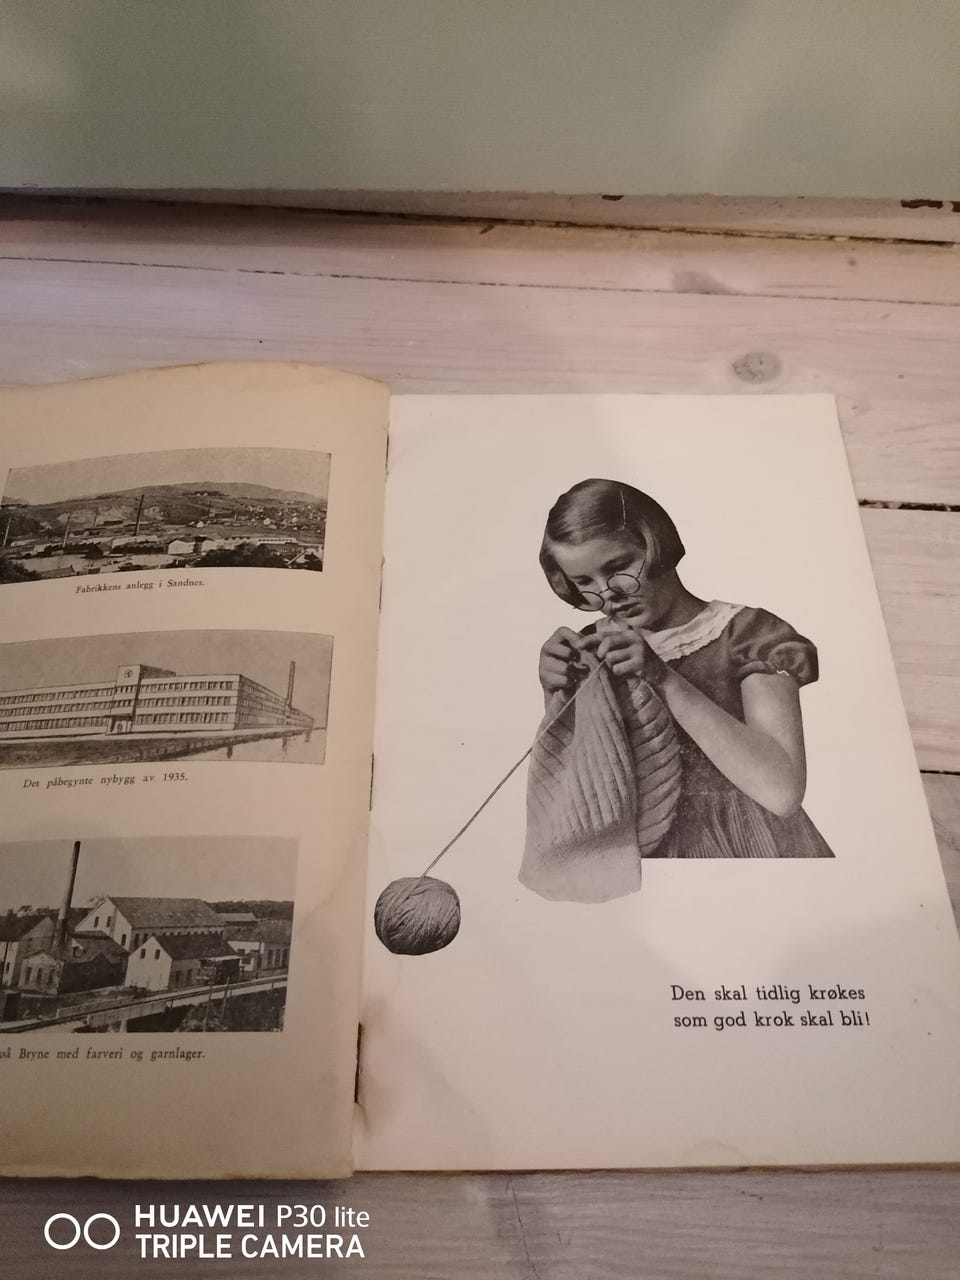 Fabrikkens anlegg i Sandnes.
Det påbegynte nybygg av 1935.
på Bryne med farveri og garnlager.
Den skal tidlig krøkes
som god krok skal bli!
HUAWEI P30 lite
TRIPLE CAMERA